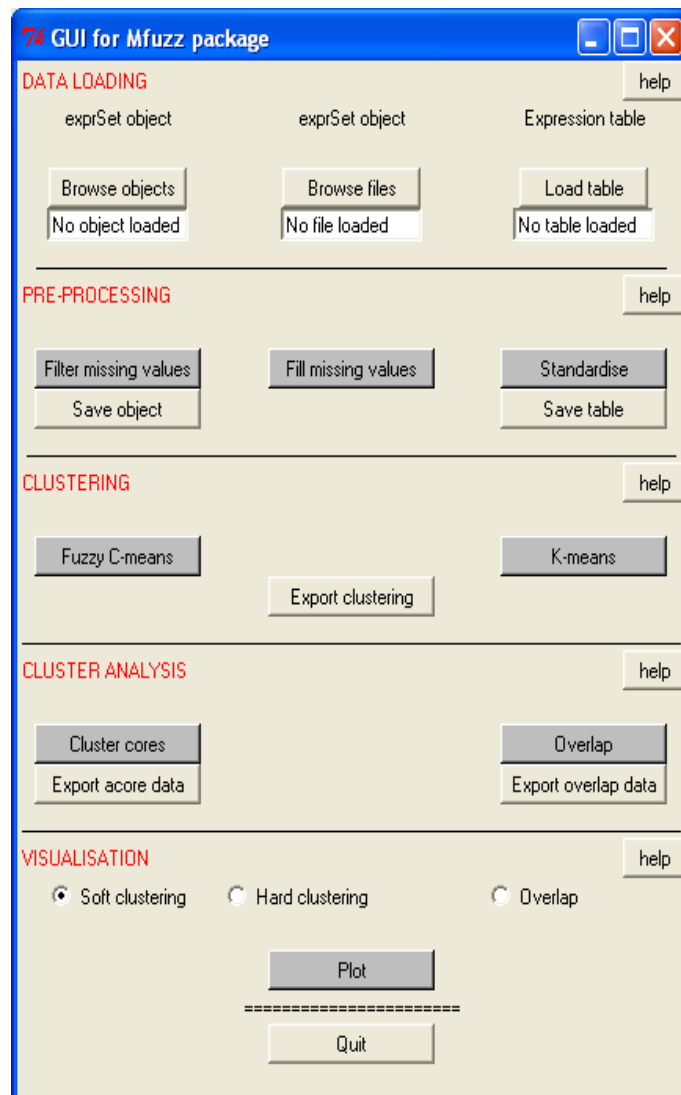 7% GUI for Mfuzz package
DATA LOADING help
exprSet object exprSet object Expression table
Browse objects Browse files Load table
No object loaded No file loaded No table loaded
PRE-PROCESSING help
Filter missing values Fill missing values Standardise
Save object Save table
CLUSTERING help
Fuzzy C-means K-means
Export clustering
CLUSTER ANALYSIS help
Cluster cores Overlap
Export acore data Export overlap data
VISUALISATION help
Soft clustering Hard clustering Overlap
Plot
========================
Quit